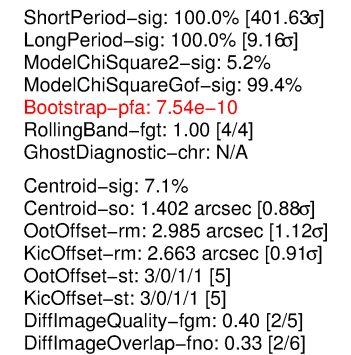 ShortPeriod−sig: 100.0% [401.63σ]
LongPeriod−sig: 100.0% [9.16σ]
ModelChiSquare2−sig: 5.2%
ModelChiSquareGof−sig: 99.4%
Bootstrap−pfa: 7.54e−10
RollingBand−fgt: 1.00 [4/4]
GhostDiagnostic−chr: N/A
Centroid−sig: 7.1%
Centroid−so: 1.402 arcsec [0.88σ]
OotOffset−rm: 2.985 arcsec [1.12σ]
KicOffset−rm: 2.663 arcsec [0.91σ]
OotOffset−st: 3/0/1/1 [5]
KicOffset−st: 3/0/1/1 [5]
DiffImageQuality−fgm: 0.40 [2/5]
DiffImageOverlap−fno: 0.33 [2/6]